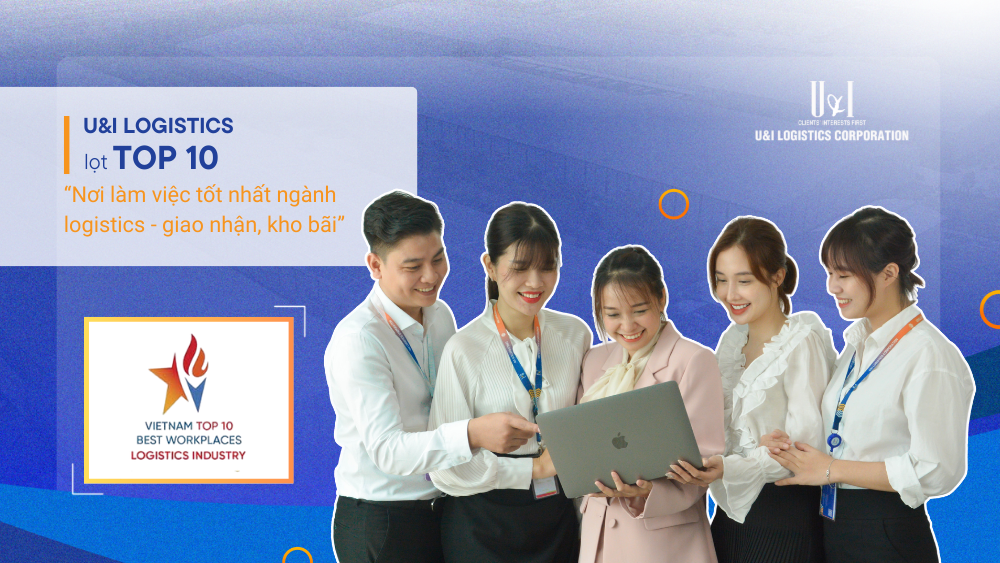 U&I LOGISTICS
lọt TOP 10
“Nơi làm việc tốt nhất ngành
logistics - giao nhận, kho bãi”
U&I
CLIENTS' INTERESTS FIRST
U&I LOGISTICS CORPORATION
VIETNAM TOP 10
BEST WORKPLACES
LOGISTICS INDUSTRY